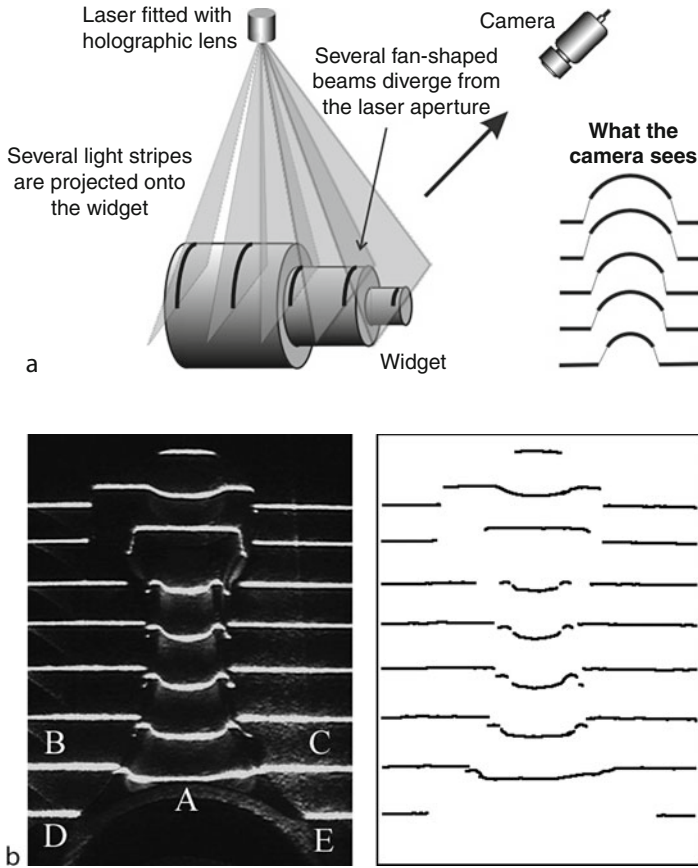 Laser fitted with
holographic lens
Camera
Several fan-shaped
beams diverge from
the laser aperture
What the
camera sees
Several light stripes
are projected onto
the widget
Widget
a
B
C
A
D
E
b